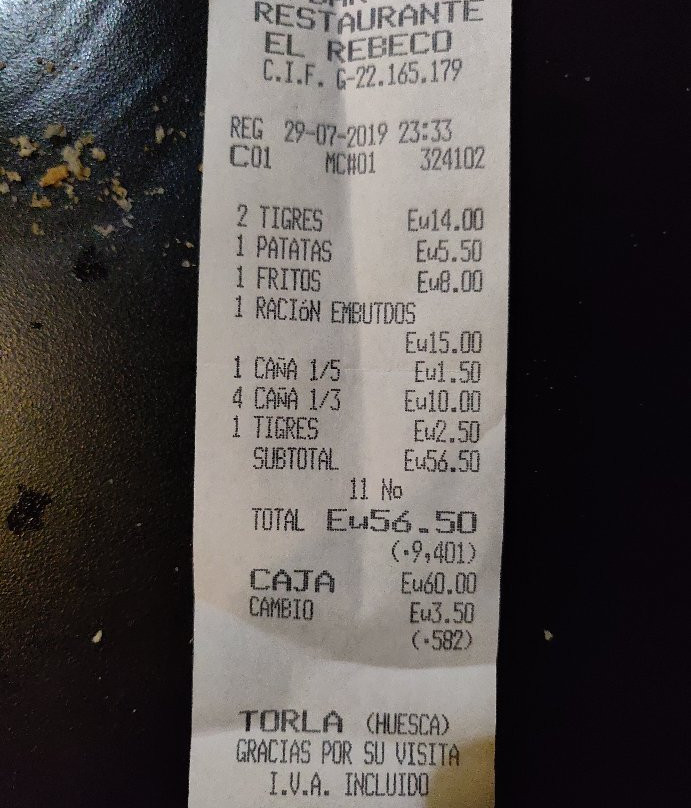 RESTAURANTE
EL REBECO
C.I.F. G-22.165.179
REG 29-07-2019 23:33
C01 MC#01 324102
2 TIGRES Eu14.00
1 PATATAS Eu5.50
1 FRITOS Eu8.00
1 RACIóN EMBUTDOS
Eu15.00
1 CAÑA 1/5 Eu1.50
4 CAÑA 1/3 Eu10.00
1 TIGRES Eu2.50
SUBTOTAL Eu56.50
11 No
TOTAL Eu56.50
(·9,401)
CAJA Eu60.00
CAMBIO Eu3.50
(·582)
TORLA (HUESCA)
GRACIAS POR SU VISITA
I.V.A. INCLUIDO